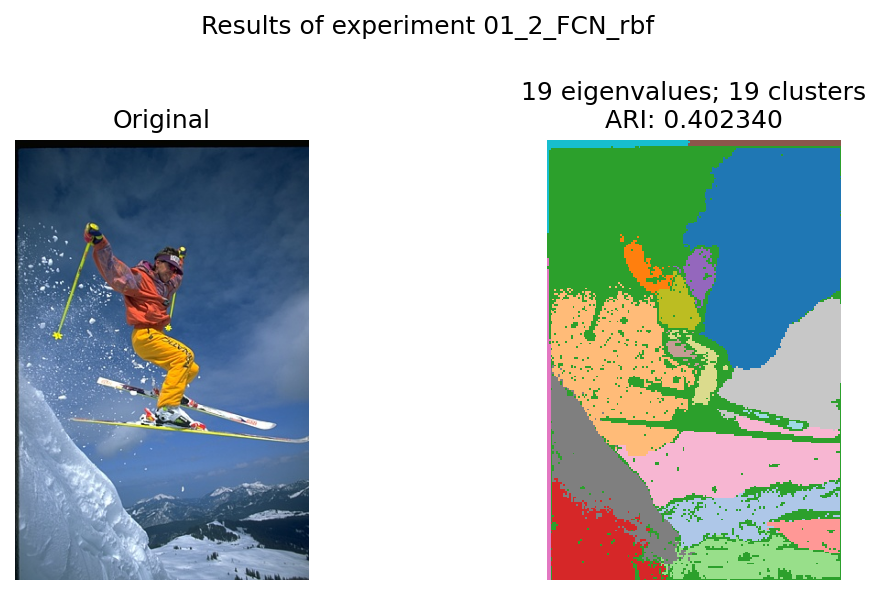 Results of experiment 01_2_FCN_rbf
Original
19 eigenvalues; 19 clusters
ARI: 0.402340